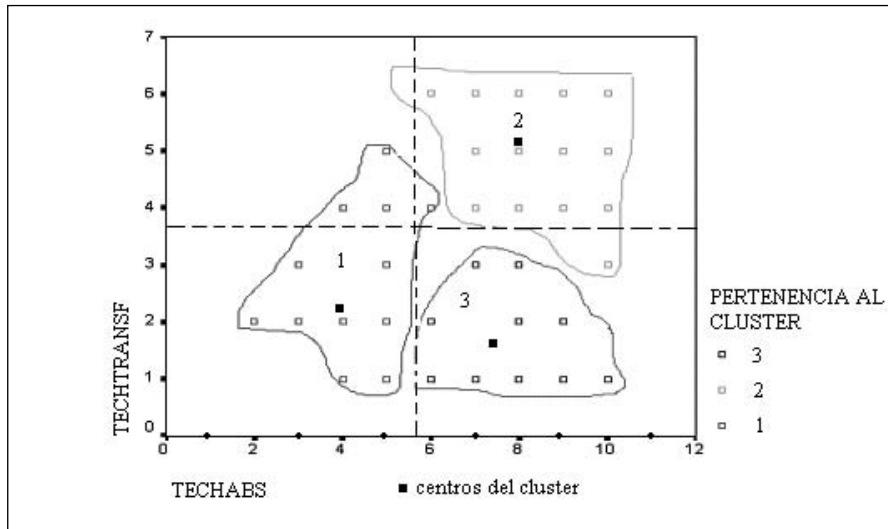 7
6
5
4
3
2
1
0
TECHTRANSF
2
1
3
0 2 4 6 8 10 12
TECHABS
■ centros del cluster
PERTENENCIA AL
CLUSTER
3
2
1